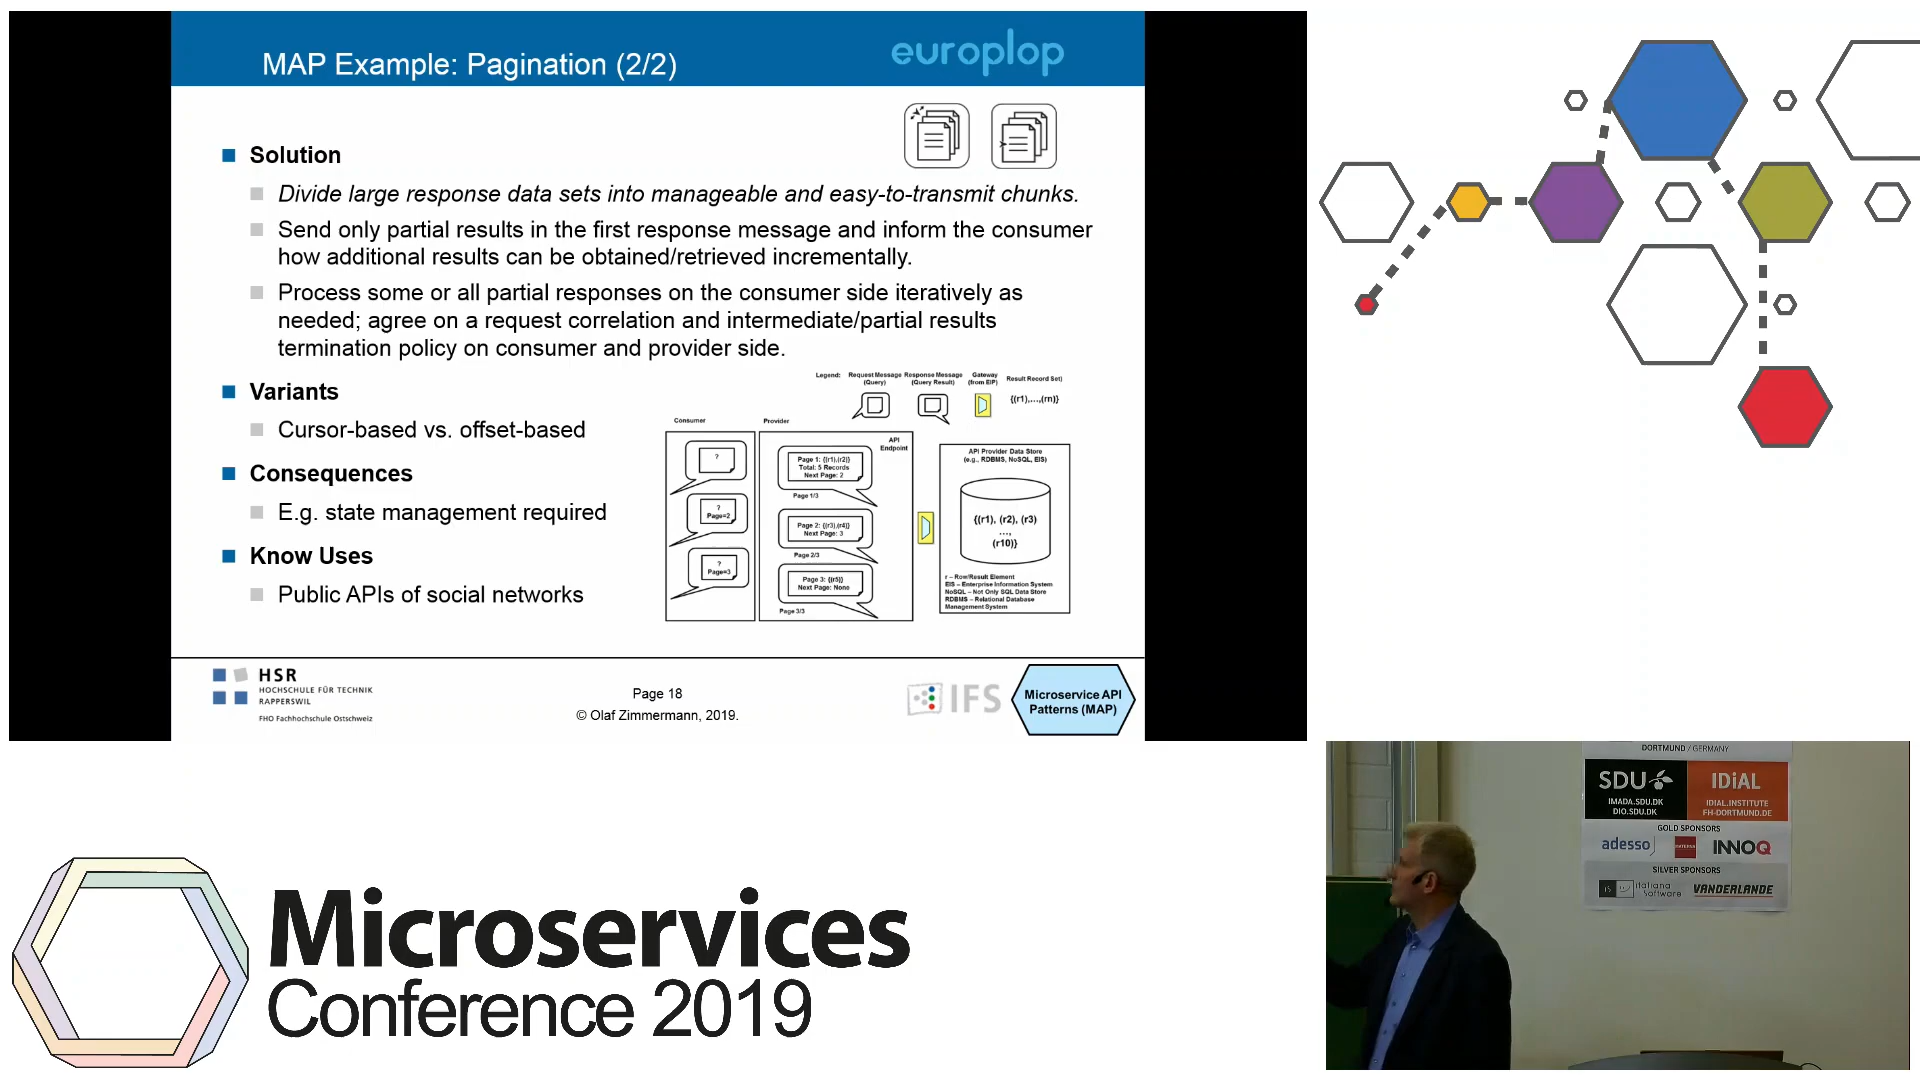 MAP Example: Pagination (2/2)
europlop
Solution
Divide large response data sets into manageable and easy-to-transmit chunks.
Send only partial results in the first response message and inform the consumer
how additional results can be obtained/retrieved incrementally.
Process some or all partial responses on the consumer side iteratively as
needed; agree on a request correlation and intermediate/partial results
termination policy on consumer and provider side.
Variants
Cursor-based vs. offset-based
Consequences
E.g. state management required
Know Uses
Public APIs of social networks
Legend:
Request Message
(Query)
Response Message
(Query Result)
Gateway
(from EIP)
Result Record Set)
{(r1),...,(rn)}
Consumer
Provider
?
?
Page=2
?
Page=3
API
Endpoint
Page 1: {(r1),(r2)}
Total: 5 Records
Next Page: 2
Page 1/3
Page 2: {(r3),(r4)}
Next Page: 3
Page 2/3
Page 3: {(r5)}
Next Page: None
Page 3/3
API Provider Data Store
(e.g., RDBMS, NoSQL, EIS)
{(r1), (r2), (r3)
...,
(r10)}
r – Row/Result Element
EIS – Enterprise Information System
NoSQL – Not Only SQL Data Store
RDBMS – Relational Database
Management System
HSR
HOCHSCHULE FÜR TECHNIK
RAPPERSWIL
FHO Fachhochschule Ostschweiz
Page 18
© Olaf Zimmermann, 2019.
IFS
Microservice API
Patterns (MAP)
DORTMUND / GERMANY
SDU
IMADA.SDU.DK
DIO.SDU.DK
IDiAL
IDIAL.INSTITUTE
FH-DORTMUND.DE
GOLD SPONSORS
adesso
INNOQ
SILVER SPONSORS
italiana
Software
VANDERLANDE
Microservices
Conference 2019